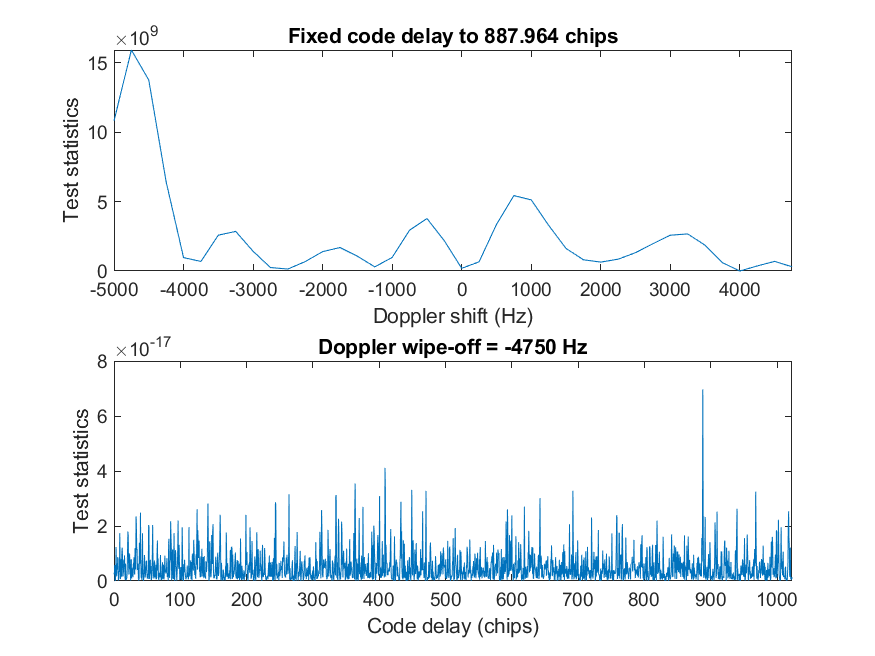 ×10^9
Fixed code delay to 887.964 chips
15
10
5
0
Test statistics
-5000 -4000 -3000 -2000 -1000 0 1000 2000 3000 4000
Doppler shift (Hz)
×10^-17
Doppler wipe-off = -4750 Hz
8
6
4
2
0
Test statistics
0 100 200 300 400 500 600 700 800 900 1000
Code delay (chips)